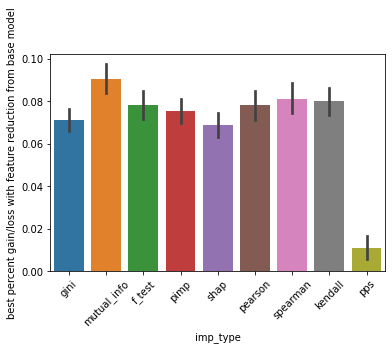 best percent gain/loss with feature reduction from base model
0.10
0.08
0.06
0.04
0.02
0.00
gini
mutual_info
f_test
pimp
shap
pearson
spearman
kendall
pps
imp_type